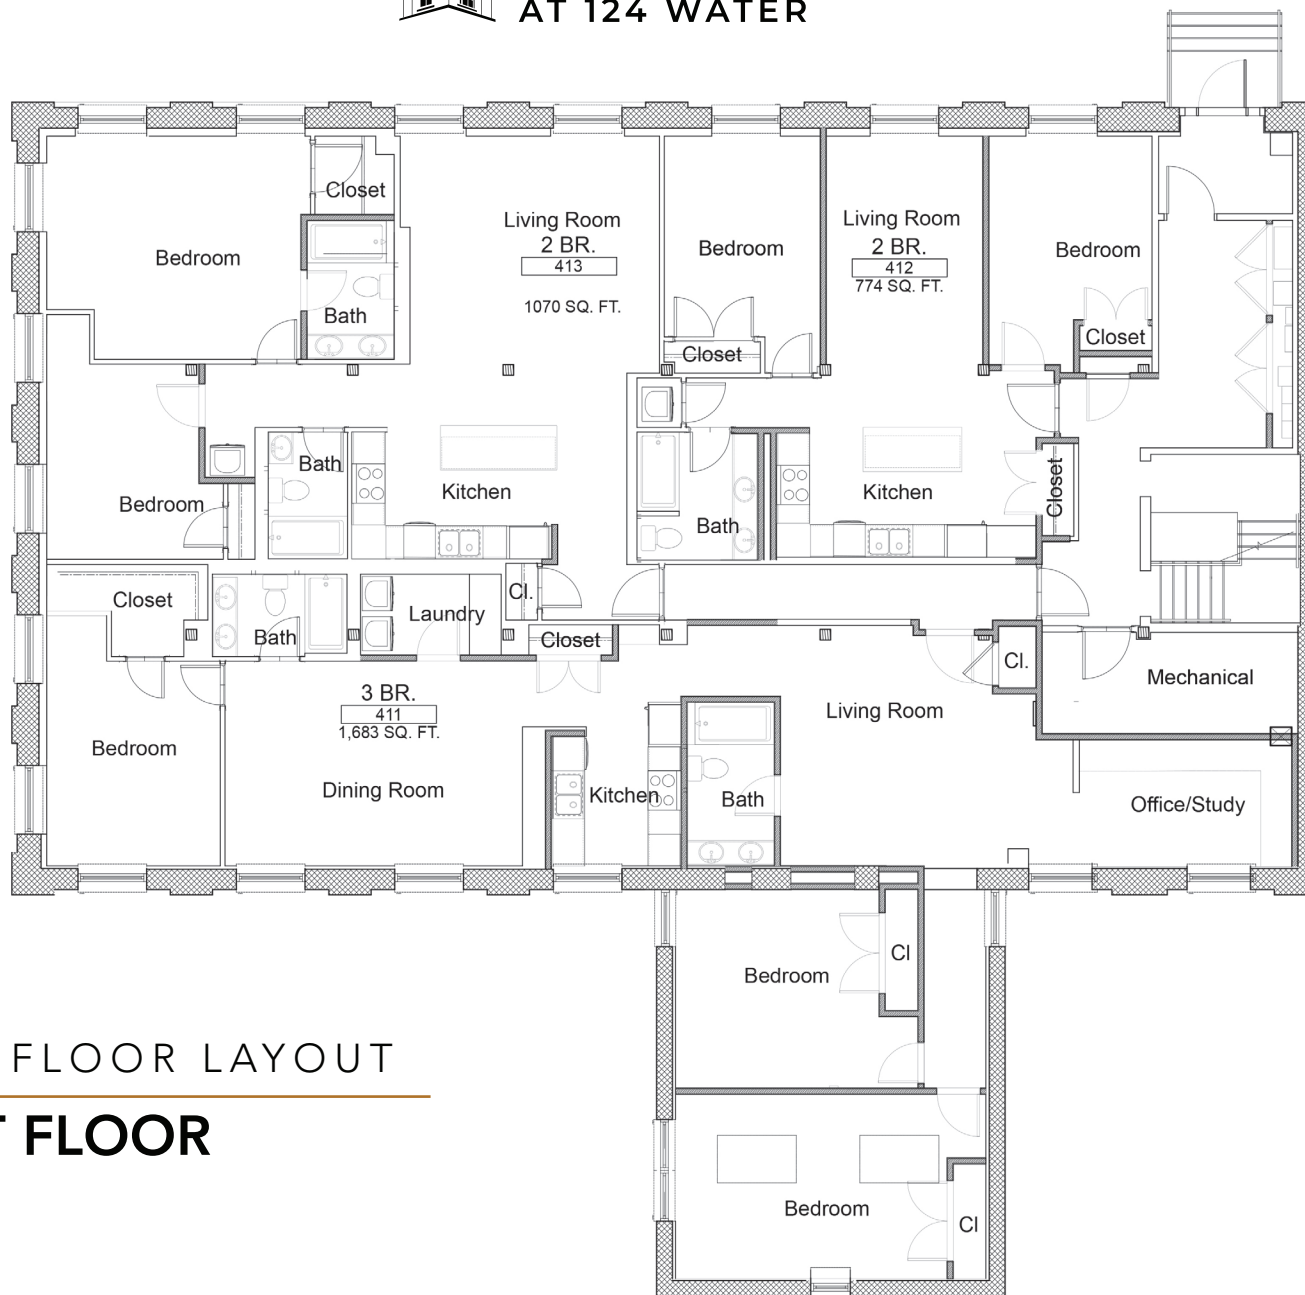 AT 124 WATER
Closet
Living Room
2 BR.
413
1070 SQ. FT.
Bedroom
Bath
Bedroom
Closet
Living Room
2 BR.
412
774 SQ. FT.
Bedroom
Closet
Bath
Kitchen
Bedroom
Bath
Kitchen
Closet
Closet
Bath
Laundry
Cl.
Closet
Cl.
Mechanical
3 BR.
411
1,683 SQ. FT.
Living Room
Bedroom
Dining Room
Kitchen
Bath
Office/Study
Bedroom
Cl
FLOOR LAYOUT
FLOOR
Bedroom
Cl